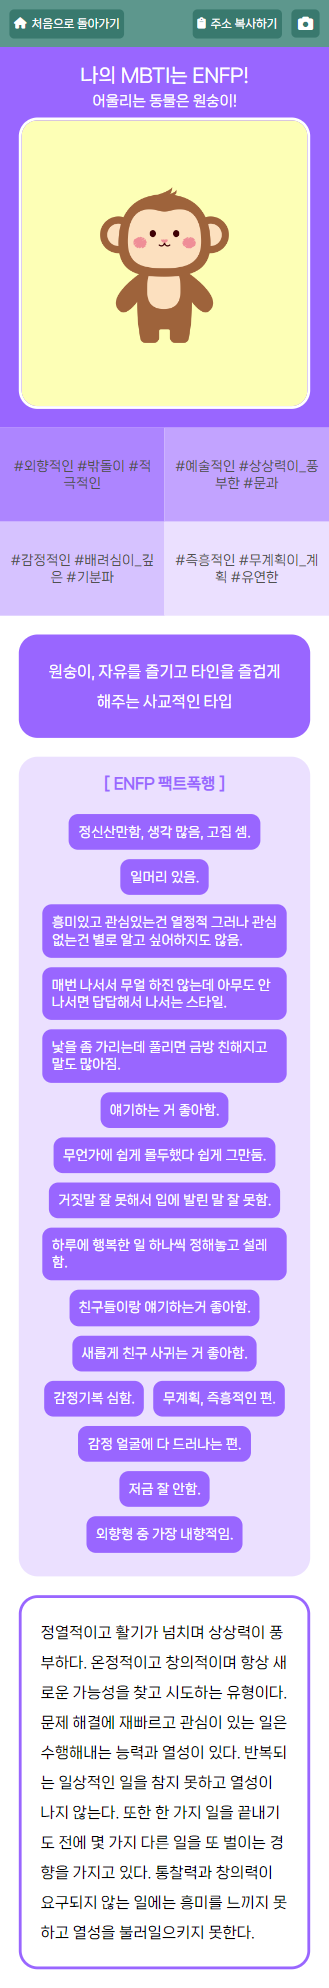 처음으로 돌아가기
주소 복사하기
나의 MBTI는 ENFP!
어울리는 동물은 원숭이!
#외향적인 #밖돌이 #적
극적인
#예술적인 #상상력이_풍
부한 #문과
#감정적인 #배려심이_깊
은 #기분파
#즉흥적인 #무계획이_계
획 #유연한
원숭이, 자유를 즐기고 타인을 즐겁게
해주는 사교적인 타입
[ ENFP 팩트폭행 ]
정신산만함, 생각 많음, 고집 셈.
일머리 있음.
흥미있고 관심있는건 열정적 그러나 관심
없는건 별로 알고 싶어하지도 않음.
매번 나서서 무얼 하진 않는데 아무도 안
나서면 답답해서 나서는 스타일.
낯을 좀 가리는데 풀리면 금방 친해지고
말도 많아짐.
얘기하는 거 좋아함.
무언가에 쉽게 몰두했다 쉽게 그만둠.
거짓말 잘 못해서 입에 발린 말 잘 못함.
하루에 행복한 일 하나씩 정해놓고 설레
함.
친구들이랑 얘기하는거 좋아함.
새롭게 친구 사귀는 거 좋아함.
감정기복 심함.
무계획, 즉흥적인 편.
감정 얼굴에 다 드러나는 편.
저금 잘 안함.
외향형 중 가장 내향적임.
정열적이고 활기가 넘치며 상상력이 풍
부하다. 온정적이고 창의적이며 항상 새
로운 가능성을 찾고 시도하는 유형이다.
문제 해결에 재빠르고 관심이 있는 일은
수행해내는 능력과 열성이 있다. 반복되
는 일상적인 일을 참지 못하고 열성이
나지 않는다. 또한 한 가지 일을 끝내기
도 전에 몇 가지 다른 일을 또 벌이는 경
향을 가지고 있다. 통찰력과 창의력이
요구되지 않는 일에는 흥미를 느끼지 못
하고 열성을 불러일으키지 못한다.